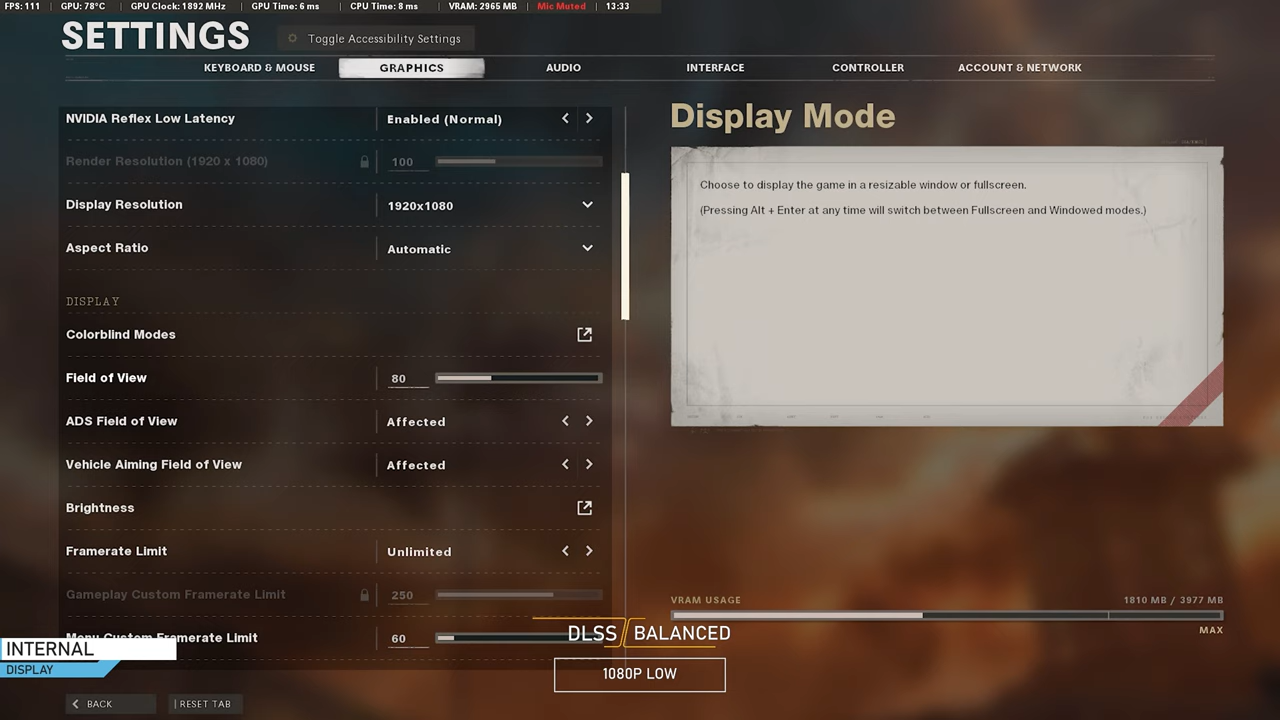 FPS: 111 | GPU: 78°C | GPU Clock: 1892 MHz | GPU Time: 6 ms | CPU Time: 8 ms | VRAM: 2965 MB | Mic Muted | 13:33
SETTINGS
Toggle Accessibility Settings
KEYBOARD & MOUSE
GRAPHICS
AUDIO
INTERFACE
CONTROLLER
ACCOUNT & NETWORK
NVIDIA Reflex Low Latency
Enabled (Normal)
Render Resolution (1920 x 1080)
100
Display Resolution
1920x1080
Aspect Ratio
Automatic
DISPLAY
Colorblind Modes
Field of View
80
ADS Field of View
Affected
Vehicle Aiming Field of View
Affected
Brightness
Framerate Limit
Unlimited
Gameplay Custom Framerate Limit
250
Menu Custom Framerate Limit
60
Display Mode
Choose to display the game in a resizable window or fullscreen.
(Pressing Alt + Enter at any time will switch between Fullscreen and Windowed modes.)
VRAM USAGE
1810 MB / 3977 MB
MAX
DLSS / BALANCED
1080P LOW
INTERNAL
DISPLAY
BACK
RESET TAB